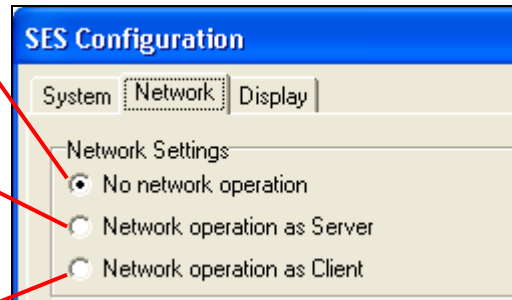 SES Configuration
System Network Display
Network Settings
No network operation
Network operation as Server
Network operation as Client